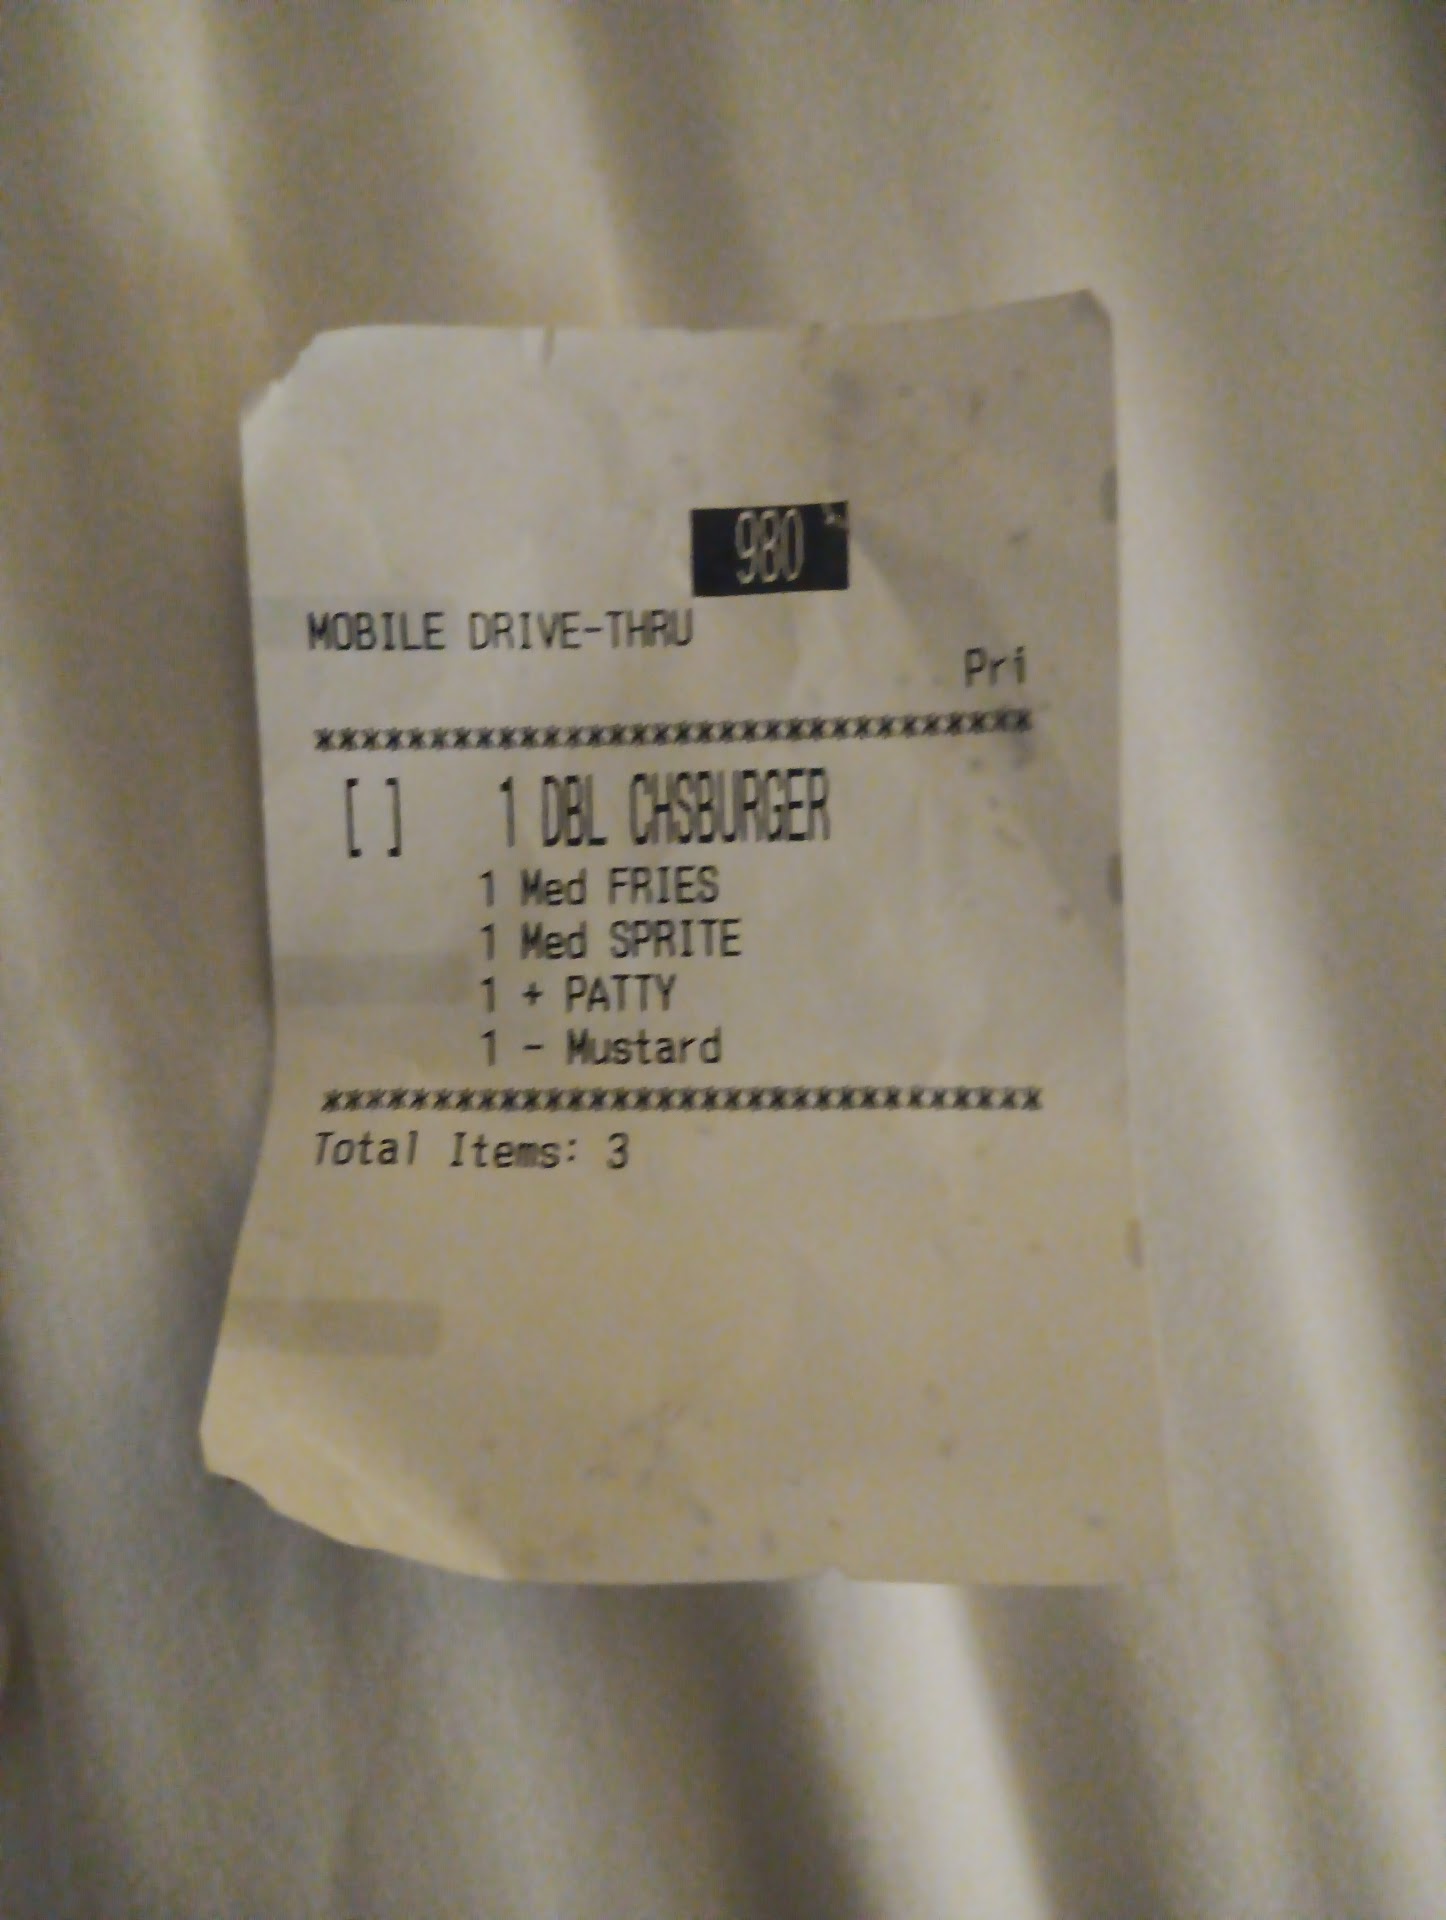 980
MOBILE DRIVE-THRU
Pri
********************************
[ ] 1 DBL CHSBURGER
1 Med FRIES
1 Med SPRITE
1 + PATTY
1 - Mustard
********************************
Total Items: 3